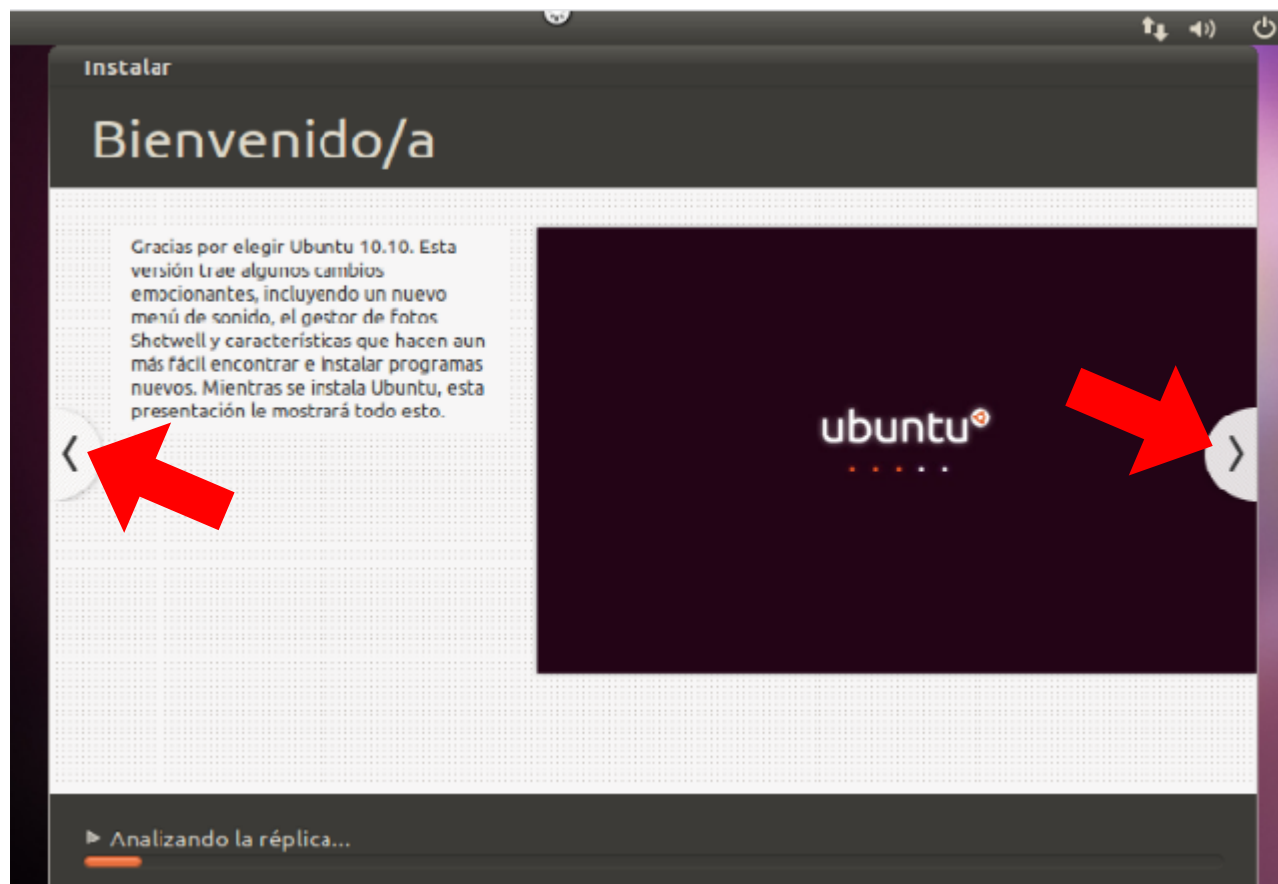 Instalar
Bienvenido/a
Gracias por elegir Ubuntu 10.10. Esta
versión trae algunos cambios
emocionantes, incluyendo un nuevo
menú de sonido, el gestor de fotos
Shotwell y características que hacen aun
más fácil encontrar e instalar programas
nuevos. Mientras se instala Ubuntu, esta
presentación le mostrará todo esto.
ubuntu
Analizando la réplica...